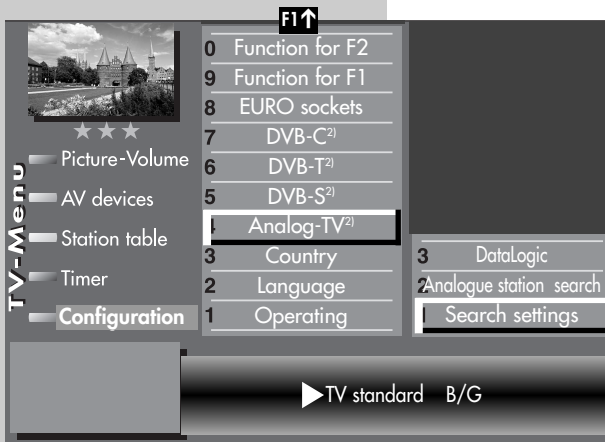 F1↑
0 Function for F2
9 Function for F1
8 EURO sockets
7 DVB-C2)
6 DVB-T2)
5 DVB-S2)
4 Analog-TV2)
3 Country
2 Language
1 Operating
TV-Menu
Picture-Volume
AV devices
Station table
Timer
Configuration
3 DataLogic
2 Analogue station search
1 Search settings
TV standard B/G